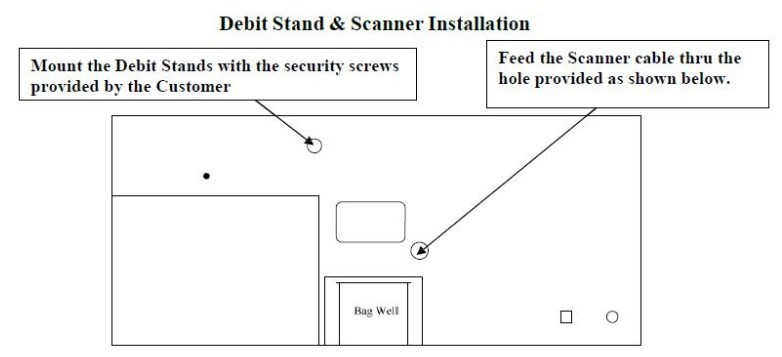 Debit Stand & Scanner Installation
Mount the Debit Stands with the security screws
provided by the Customer
Feed the Scanner cable thru the
hole provided as shown below.
Bag Well